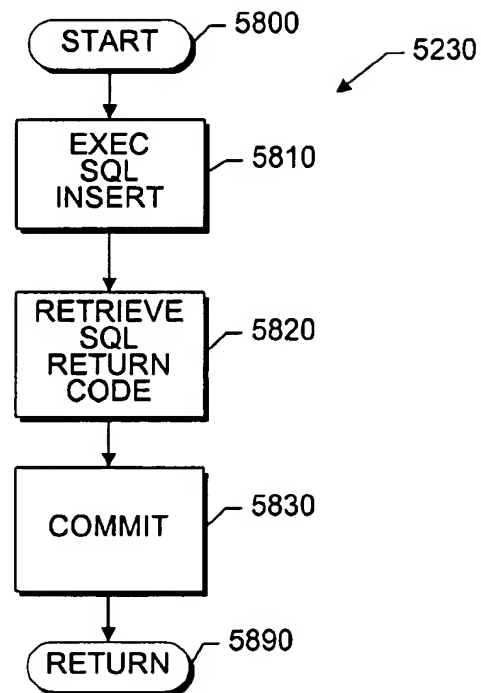 START
5800
5230
EXEC
SQL
INSERT
5810
RETRIEVE
SQL
RETURN
CODE
5820
COMMIT
5830
RETURN
5890